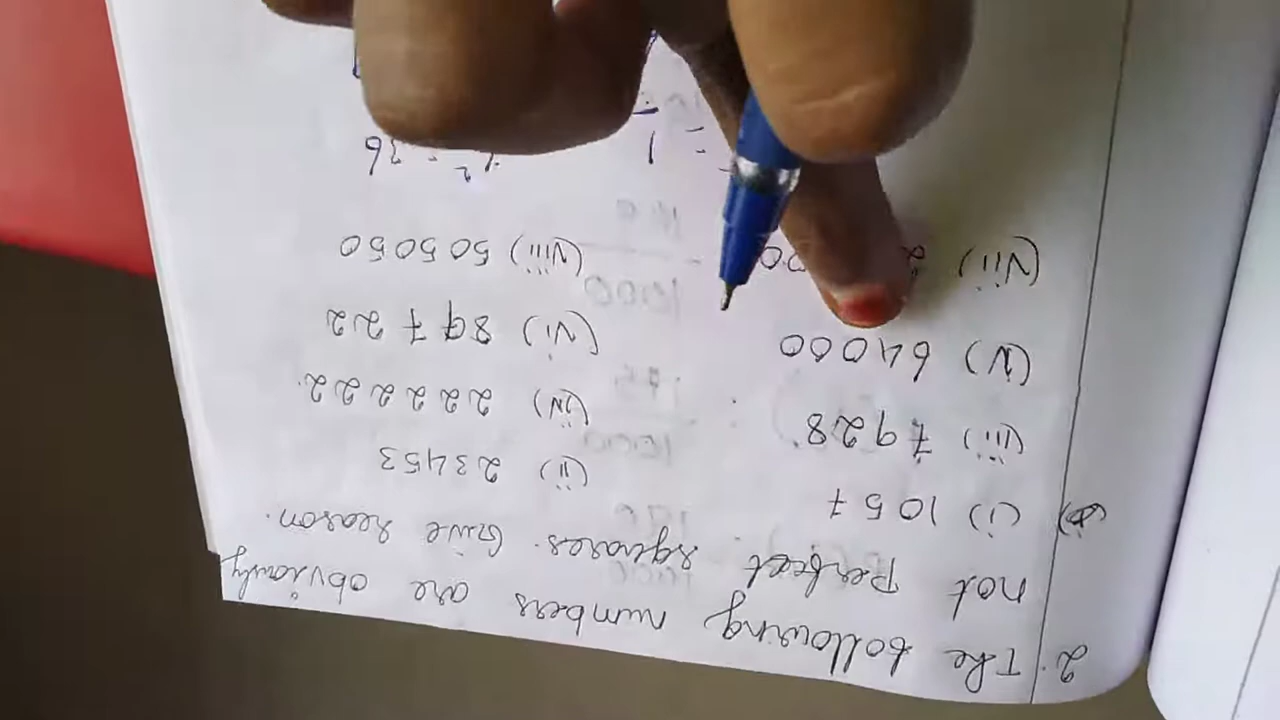 2. The following numbers are obviously
not perfect squares. Give reason.
(i) 1057 (ii) 23453
(iii) 7928 (iv) 222222
(v) 64000 (vi) 89722
(vii) (viii) 505050